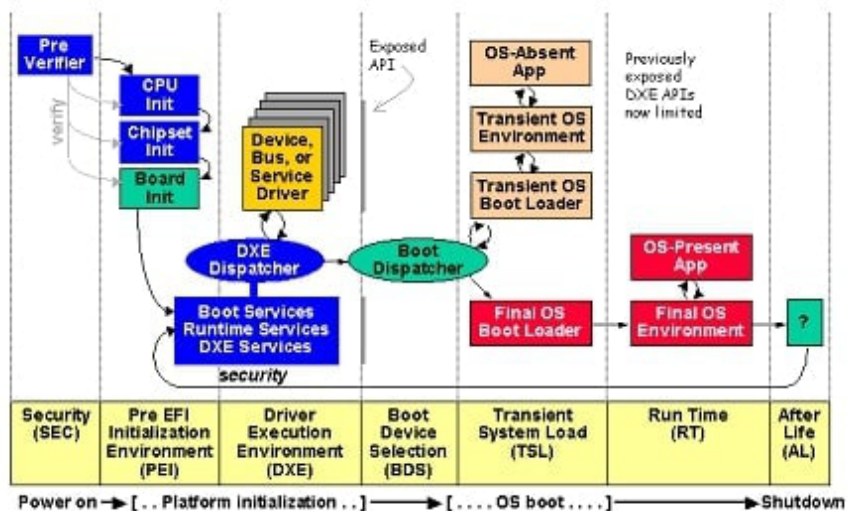 Pre
Verifier
verify
CPU
Init
Chipset
Init
Board
Init
Device,
Bus, or
Service
Driver
DXE
Dispatcher
Boot Services
Runtime Services
DXE Services
security
Exposed
API
Boot
Dispatcher
OS-Absent
App
Transient OS
Environment
Transient OS
Boot Loader
Final OS
Boot Loader
Previously
exposed
DXE APIs
now limited
OS-Present
App
Final OS
Environment
?
Security
(SEC)
Pre EFI
Initialization
Environment
(PEI)
Driver
Execution
Environment
(DXE)
Boot
Device
Selection
(BDS)
Transient
System Load
(TSL)
Run Time
(RT)
After
Life
(AL)
Power on [ . . Platform initialization . . ] [ . . . . OS boot . . . . ] Shutdown